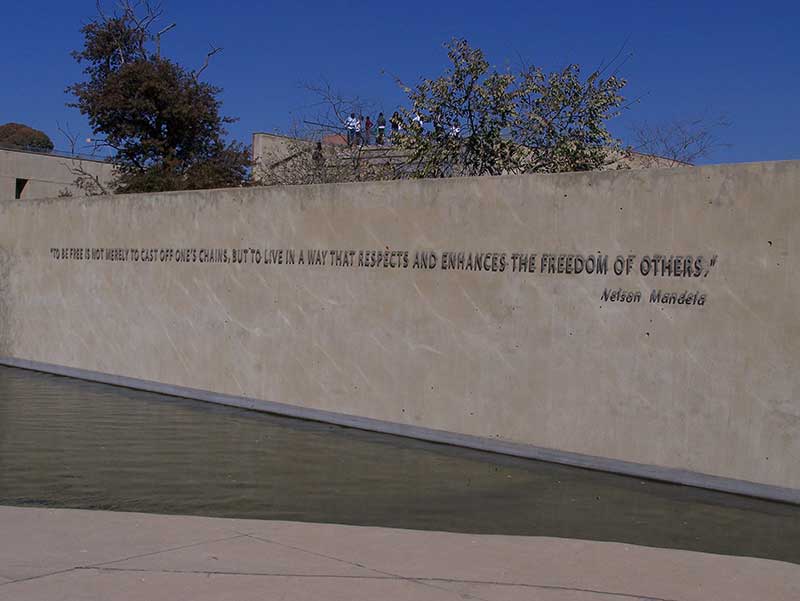 "TO BE FREE IS NOT MERELY TO CAST OFF ONE'S CHAINS, BUT TO LIVE IN A WAY THAT RESPECTS AND ENHANCES THE FREEDOM OF OTHERS."
Nelson Mandela